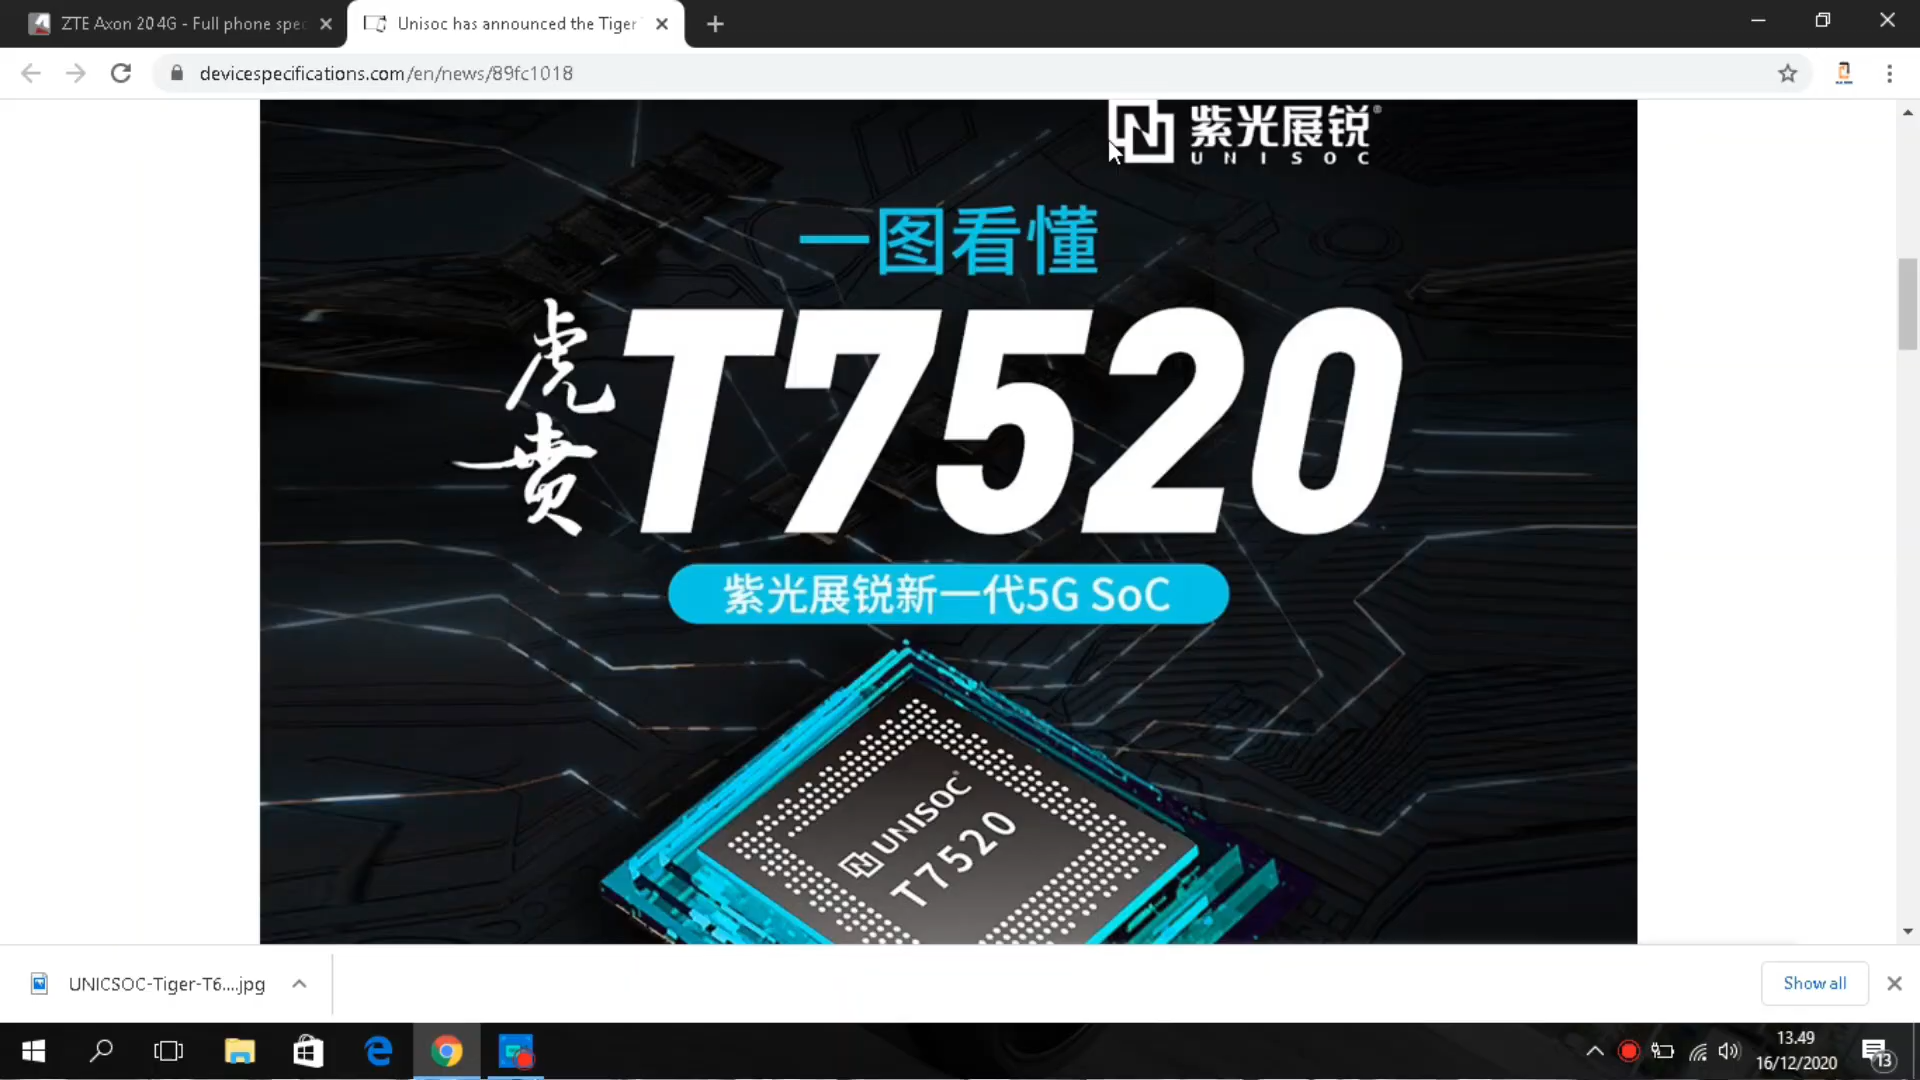 ZTE Axon 20 4G - Full phone spec
Unisoc has announced the Tiger
devicespecifications.com/en/news/89fc1018
紫光展锐®
UNISOC
一图看懂
虎贲
T7520
紫光展锐新一代5G SoC
UNISOC
T7520
UNICSOC-Tiger-T6....jpg
Show all
13.49
16/12/2020
13